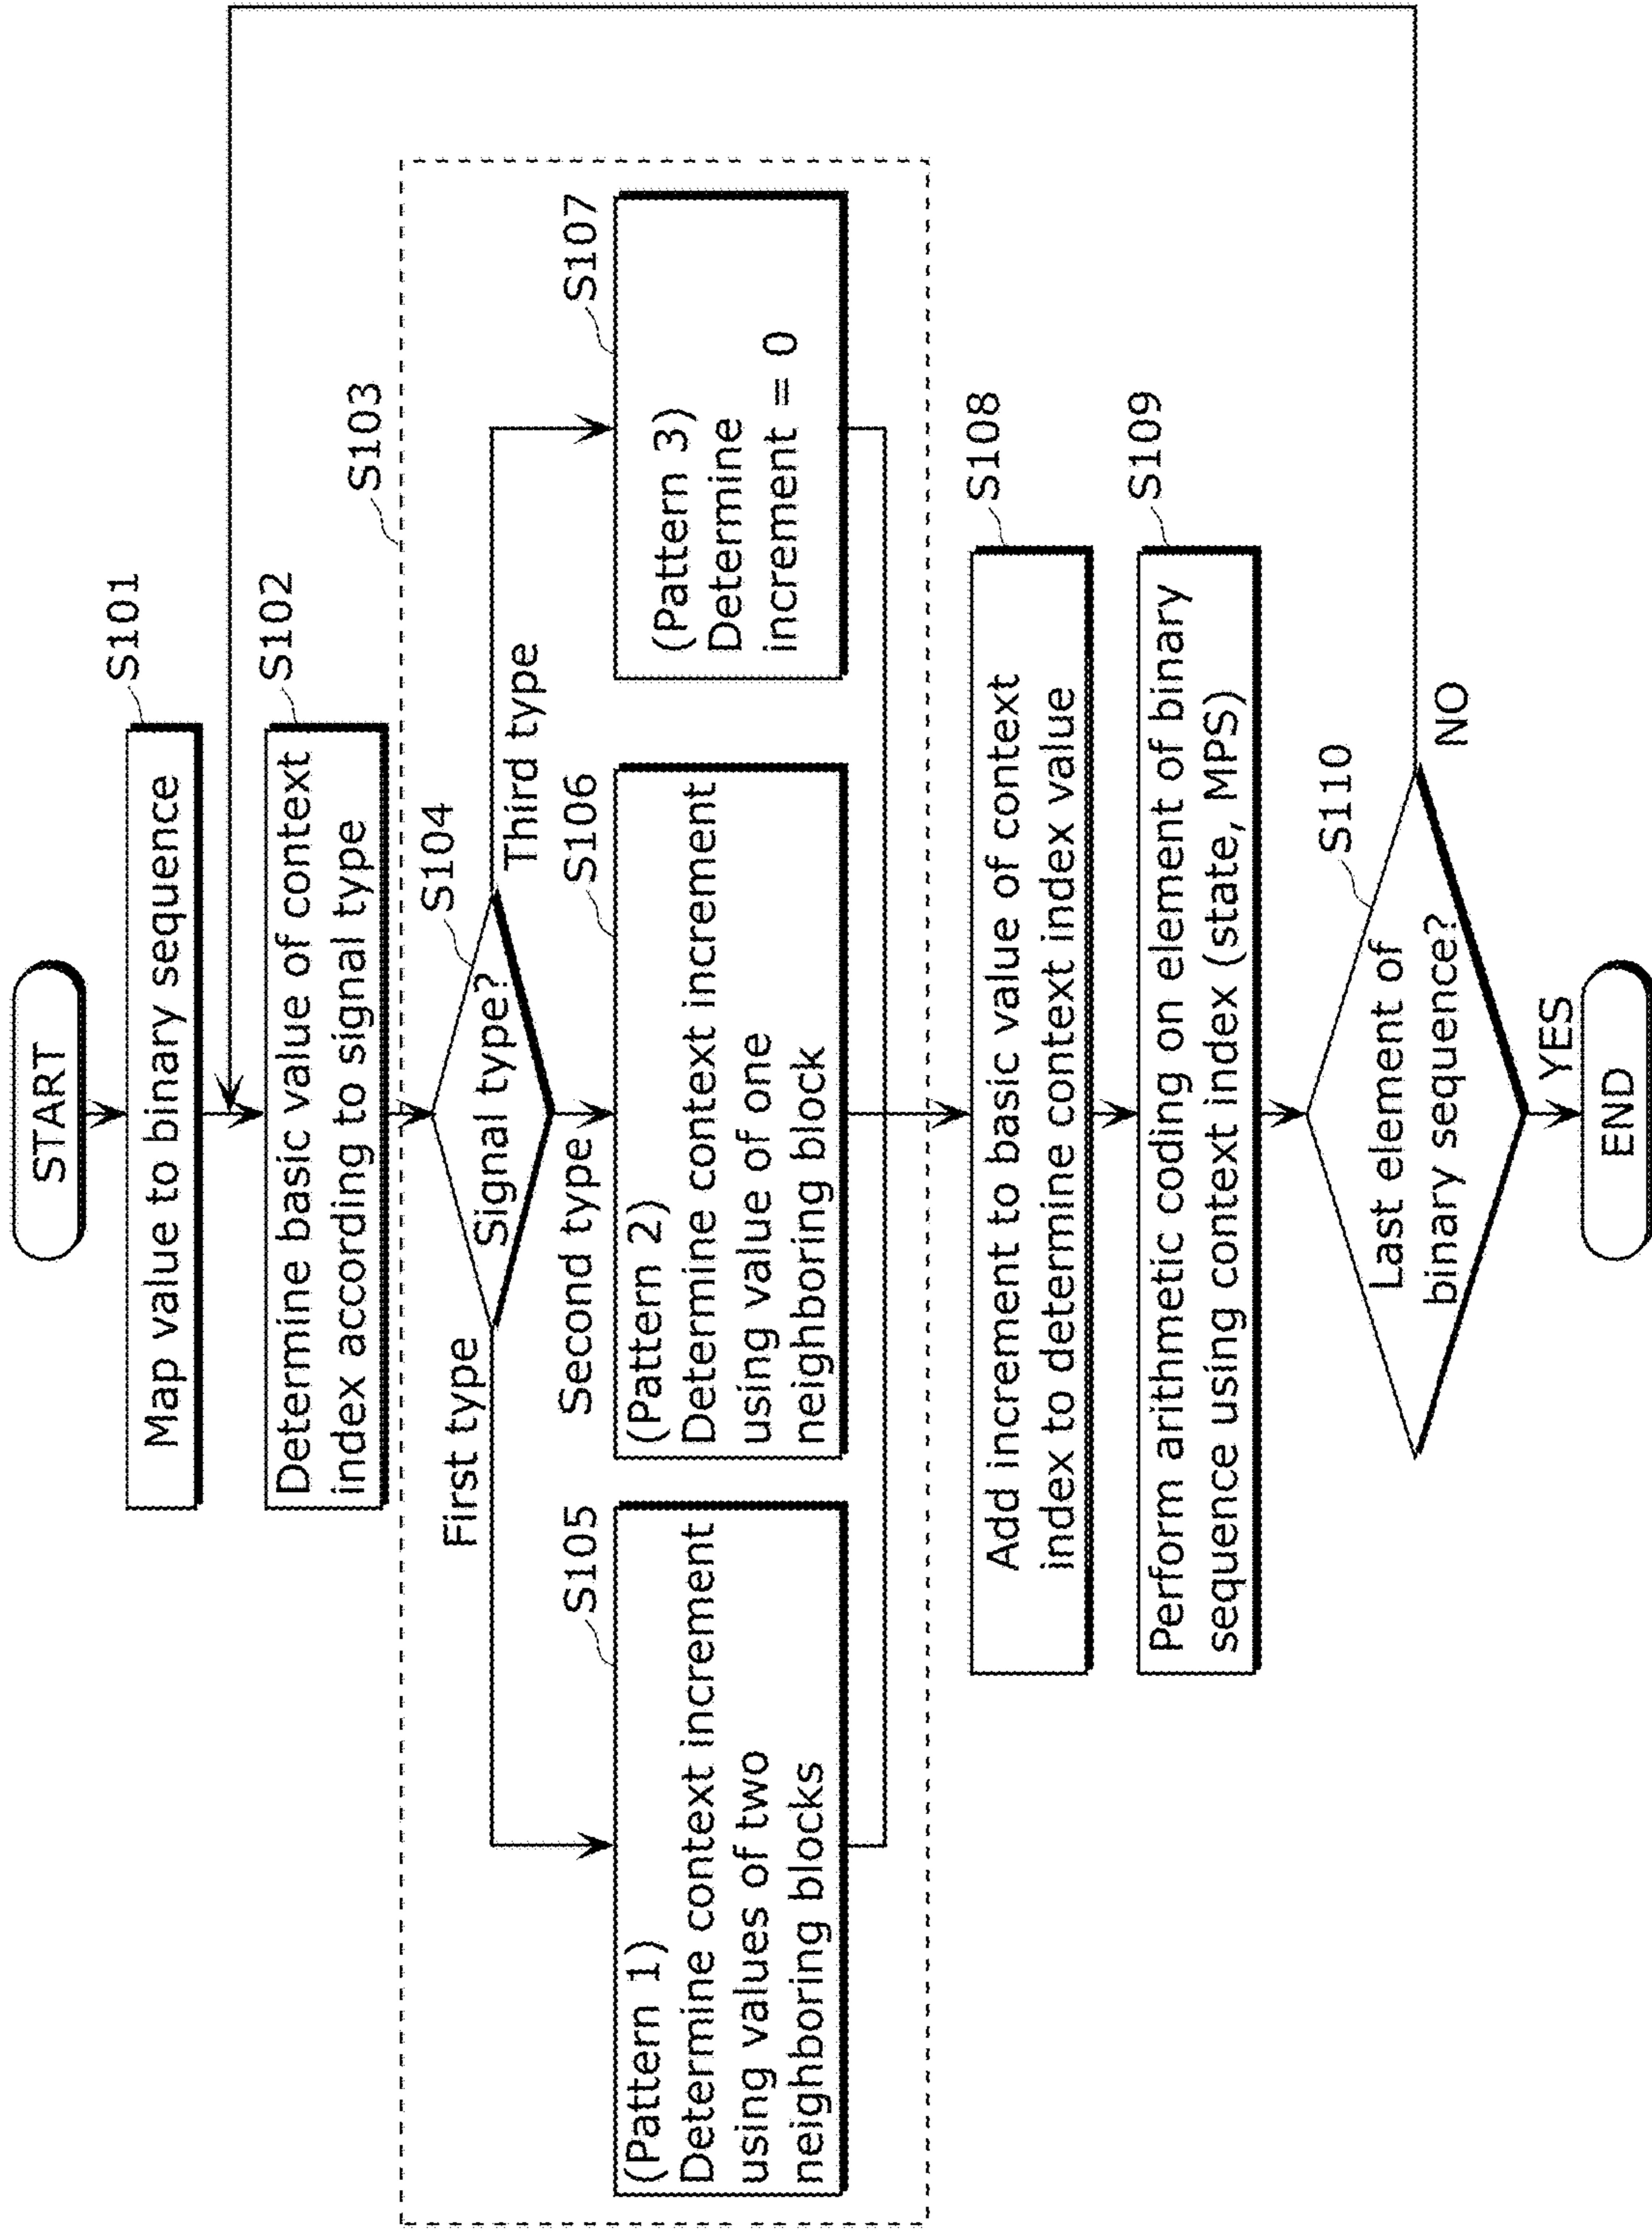 START
S101
Map value to binary sequence
S102
Determine basic value of context
index according to signal type
S103
S104
Signal type?
First type
Second type
Third type
S105
(Pattern 1)
Determine context increment
using values of two
neighboring blocks
S106
(Pattern 2)
Determine context increment
using value of one
neighboring block
S107
(Pattern 3)
Determine
increment = 0
S108
Add increment to basic value of context
index to determine context index value
S109
Perform arithmetic coding on element of binary
sequence using context index (state, MPS)
S110
Last element of
binary sequence?
NO
YES
END